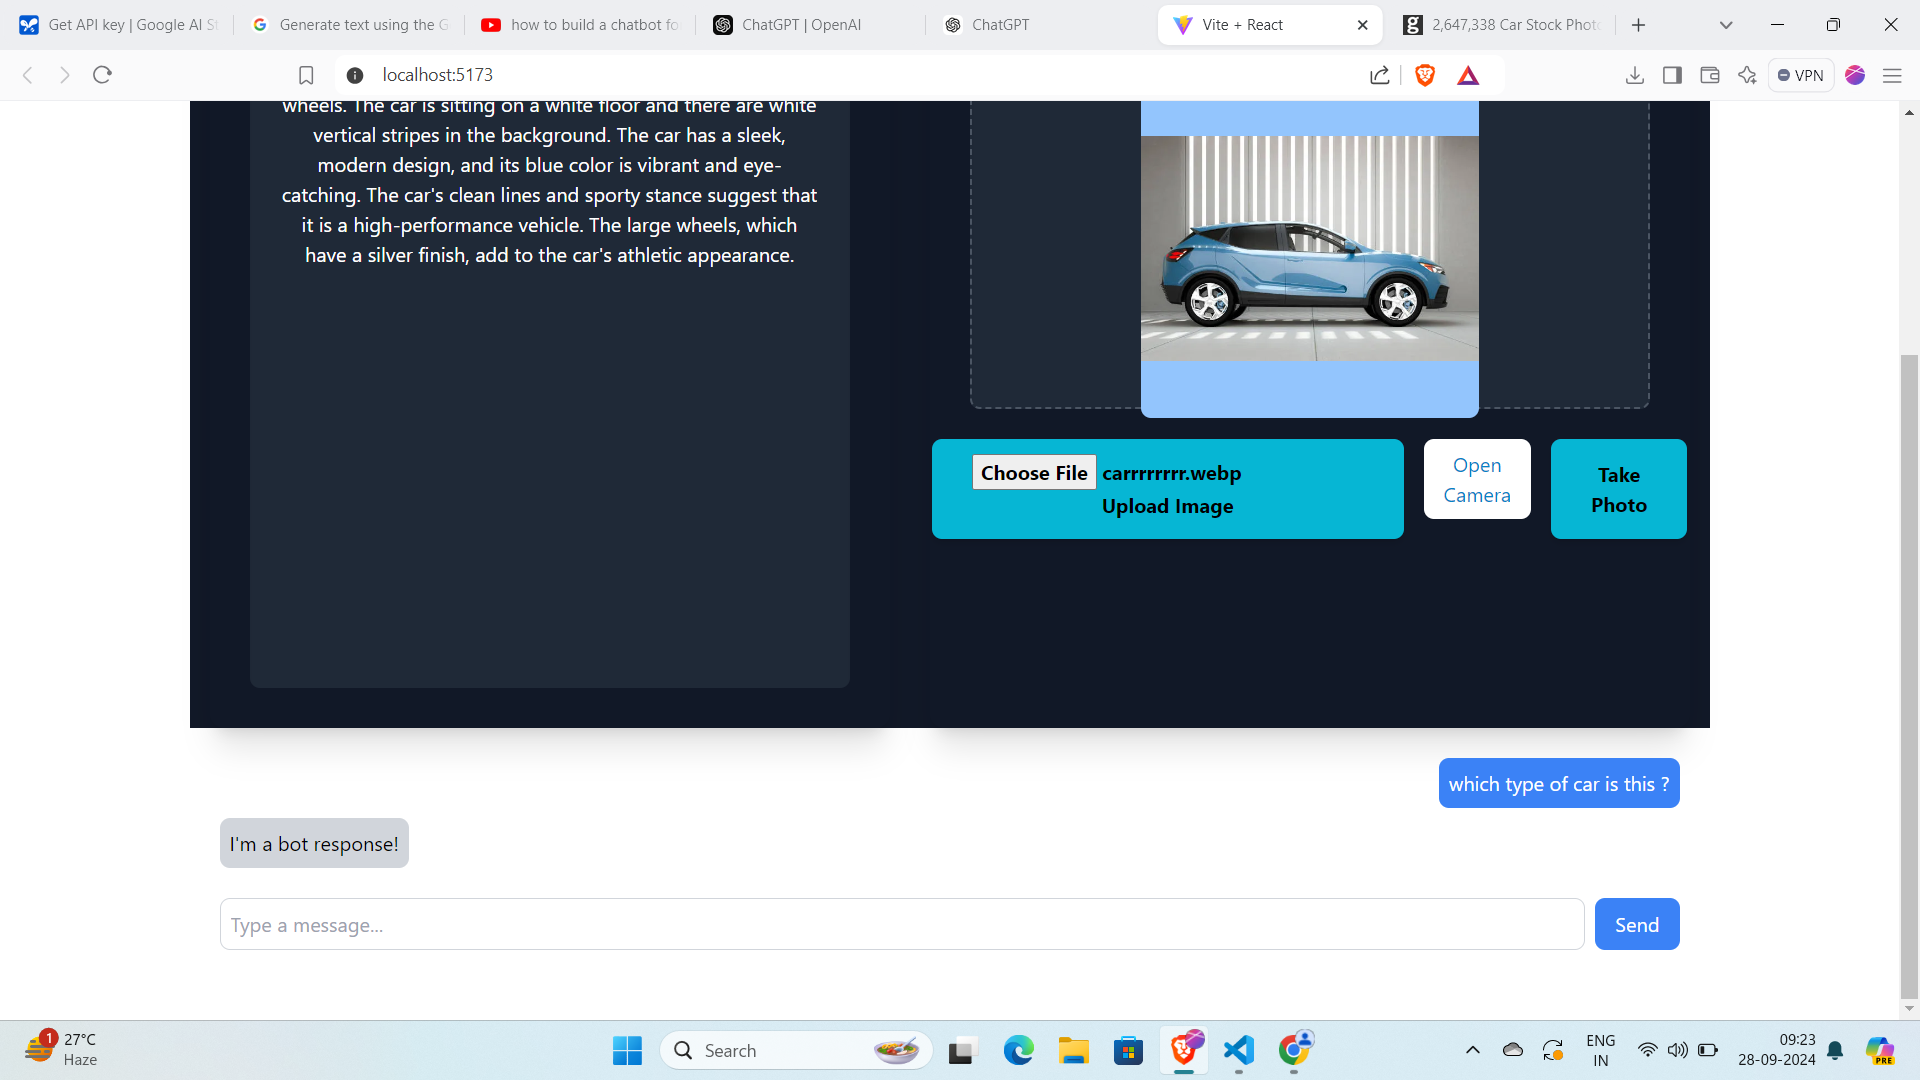 Get API key | Google AI St
Generate text using the G
how to build a chatbot fo
ChatGPT | OpenAI
ChatGPT
Vite + React
2,647,338 Car Stock Phot
localhost:5173
VPN
wheels. The car is sitting on a white floor and there are white
vertical stripes in the background. The car has a sleek,
modern design, and its blue color is vibrant and eye-
catching. The car's clean lines and sporty stance suggest that
it is a high-performance vehicle. The large wheels, which
have a silver finish, add to the car's athletic appearance.
Choose File carrrrrrrr.webp
Upload Image
Open
Camera
Take
Photo
which type of car is this ?
I'm a bot response!
Type a message...
Send
1
27°C
Haze
Search
ENG
IN
09:23
28-09-2024
PRE